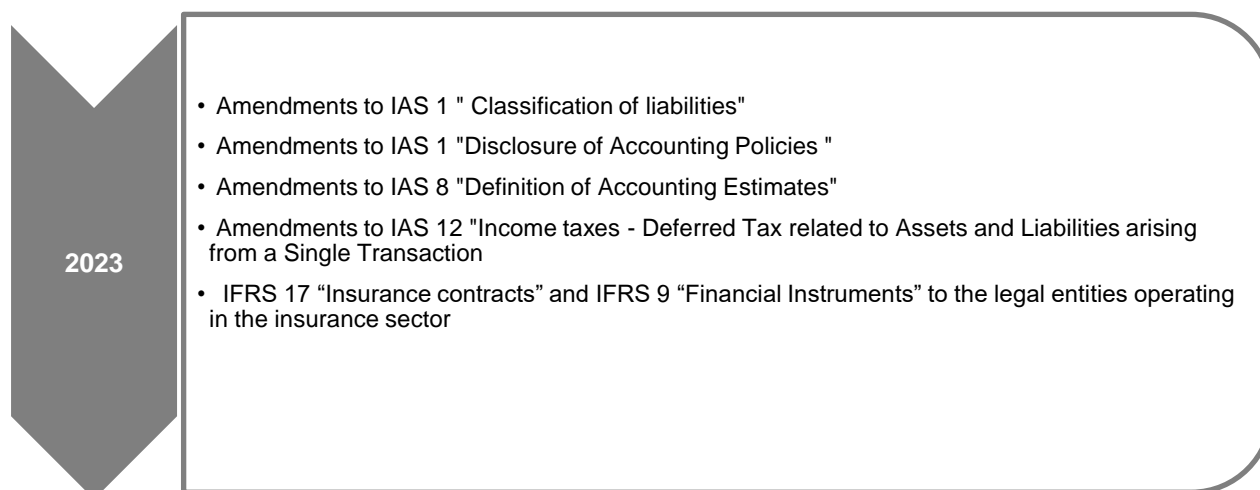 2023
• Amendments to IAS 1 " Classification of liabilities"
• Amendments to IAS 1 "Disclosure of Accounting Policies "
• Amendments to IAS 8 "Definition of Accounting Estimates"
• Amendments to IAS 12 "Income taxes - Deferred Tax related to Assets and Liabilities arising
from a Single Transaction
• IFRS 17 “Insurance contracts” and IFRS 9 “Financial Instruments” to the legal entities operating
in the insurance sector